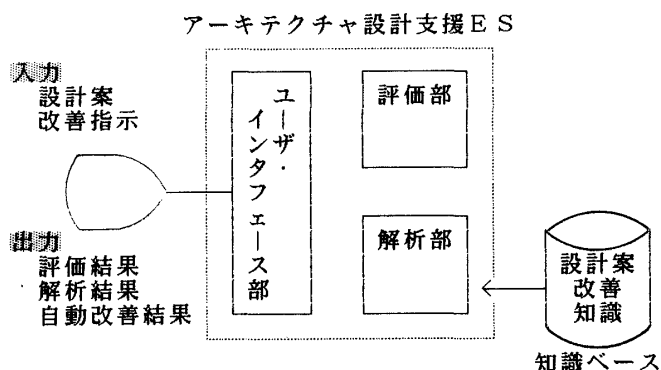 アーキテクチャ設計支援ES
入力
設計案
改善指示
ユーザ・
インタフェース部
評価部
解析部
出力
評価結果
解析結果
自動改善結果
設計案
改善
知識
知識ベース